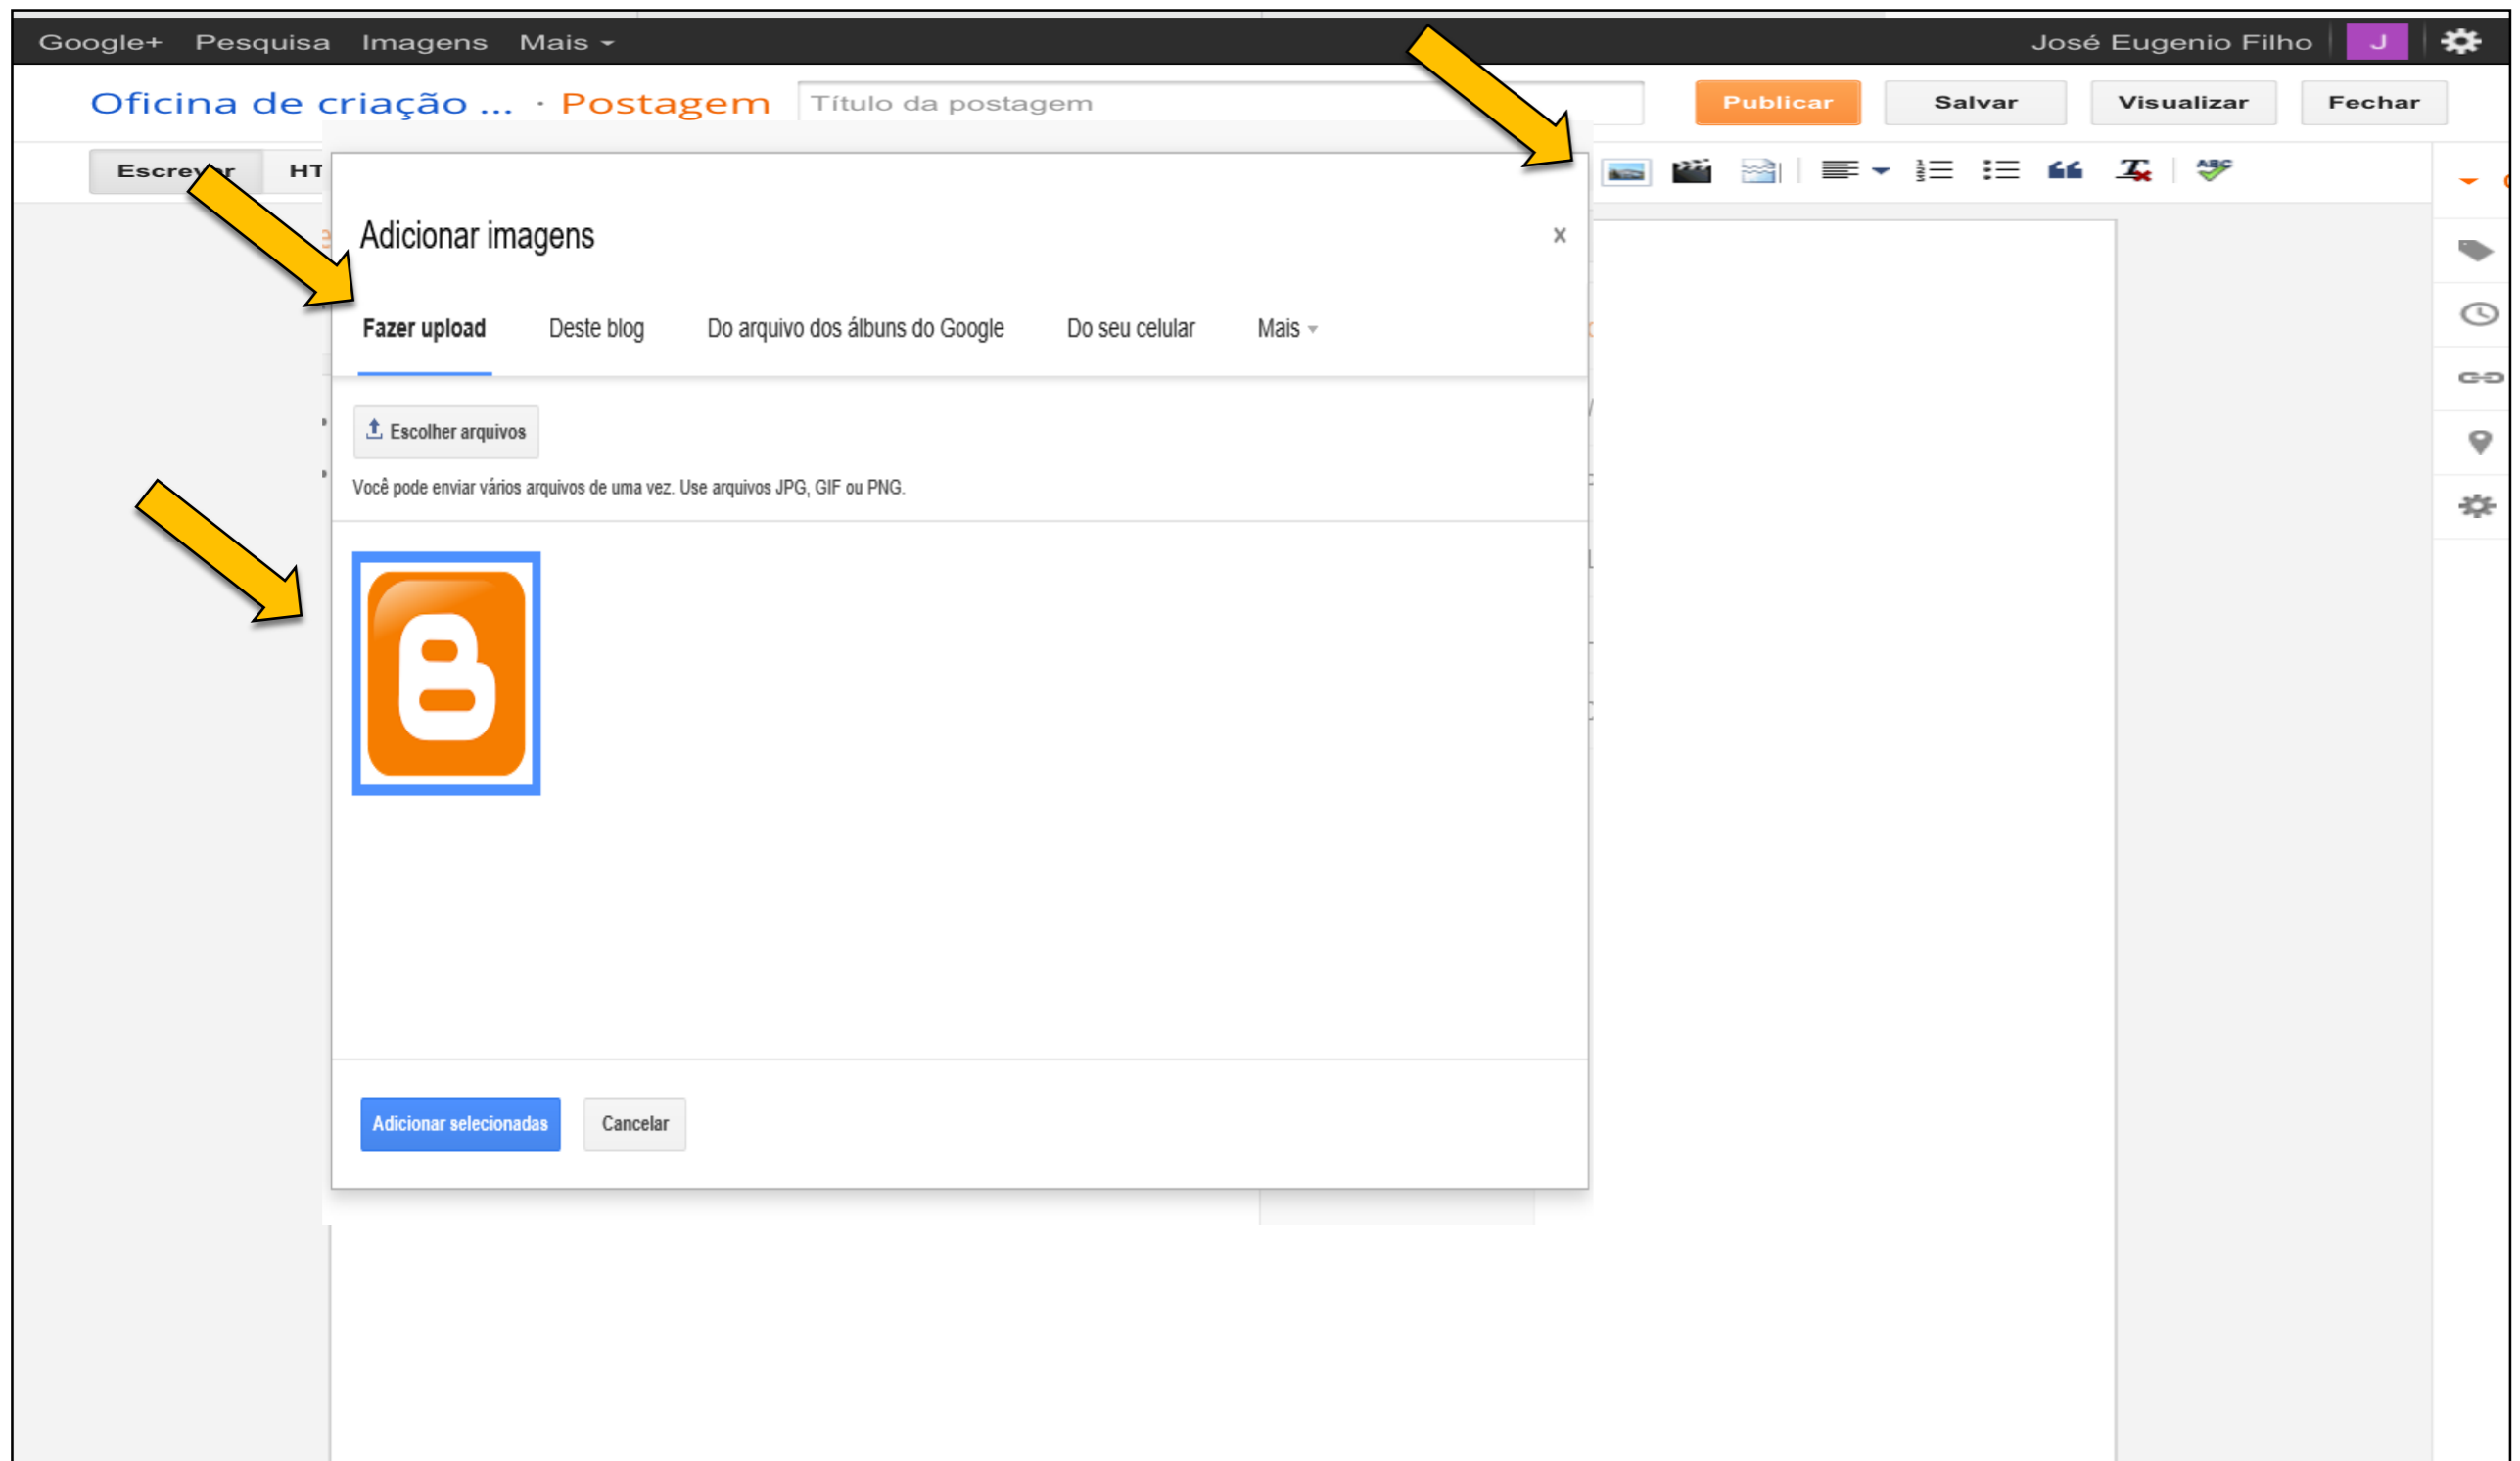 Google+ Pesquisa Imagens Mais José Eugenio Filho J
Oficina de criação ... · Postagem Título da postagem Publicar Salvar Visualizar Fechar
Escrever HT ABC
Adicionar imagens x
Fazer upload Deste blog Do arquivo dos álbuns do Google Do seu celular Mais
Escolher arquivos
Você pode enviar vários arquivos de uma vez. Use arquivos JPG, GIF ou PNG.
B
Adicionar selecionadas Cancelar